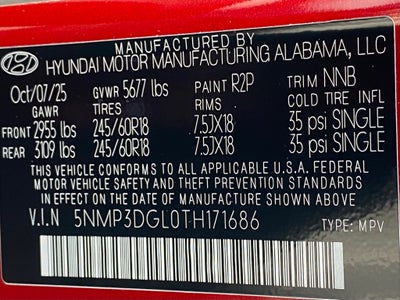 MANUFACTURED BY
HYUNDAI MOTOR MANUFACTURING ALABAMA, LLC
Oct/07/25 GVWR 5677 lbs PAINT R2P TRIM NNB
GAWR TIRES RIMS COLD TIRE INFL
FRONT 2955 lbs 245/60R18 7.5JX18 35 psi SINGLE
REAR 3109 lbs 245/60R18 7.5JX18 35 psi SINGLE
THIS VEHICLE CONFORMS TO ALL APPLICABLE U.S.A. FEDERAL
MOTOR VEHICLE SAFETY AND THEFT PREVENTION STANDARDS
IN EFFECT ON THE DATE OF MANUFACTURE SHOWN ABOVE.
V.I.N 5NMP3DGL0TH171686 TYPE: MPV